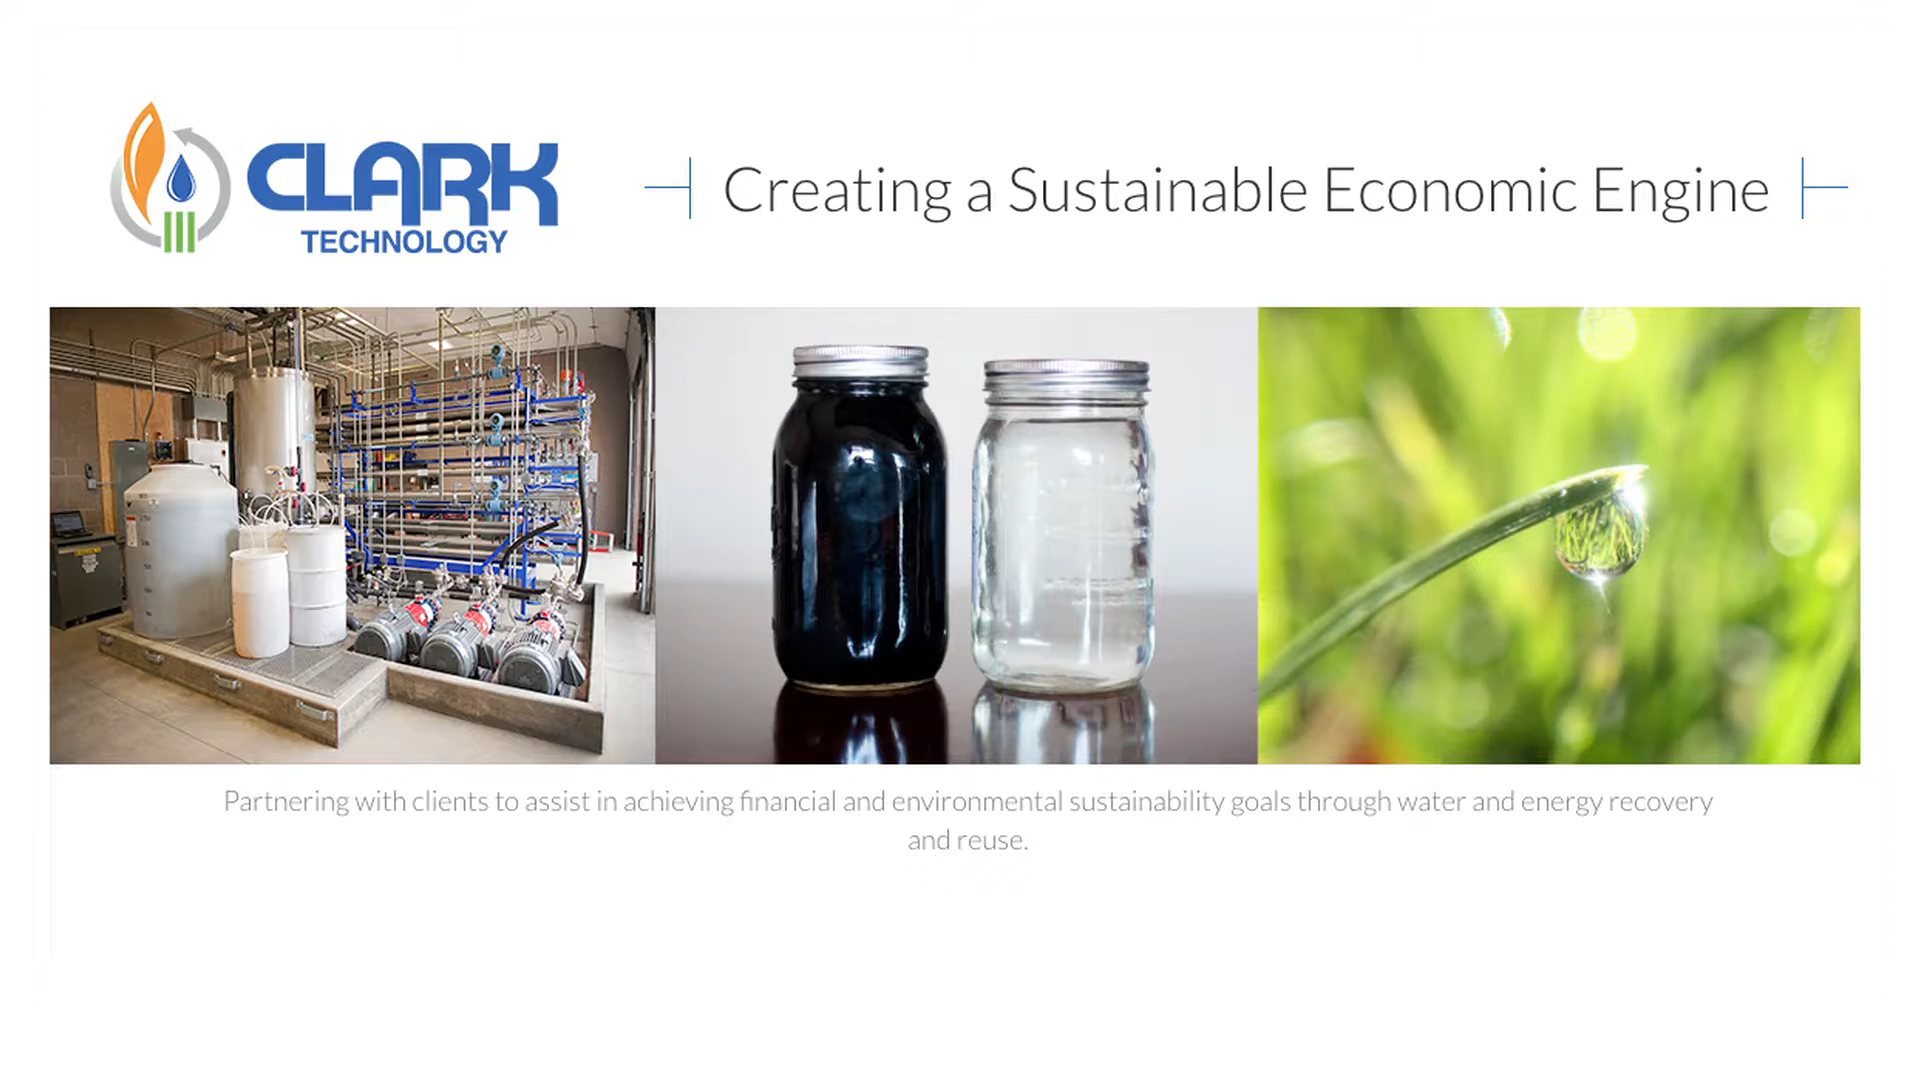 CLARK
TECHNOLOGY
Creating a Sustainable Economic Engine
Partnering with clients to assist in achieving financial and environmental sustainability goals through water and energy recovery
and reuse.